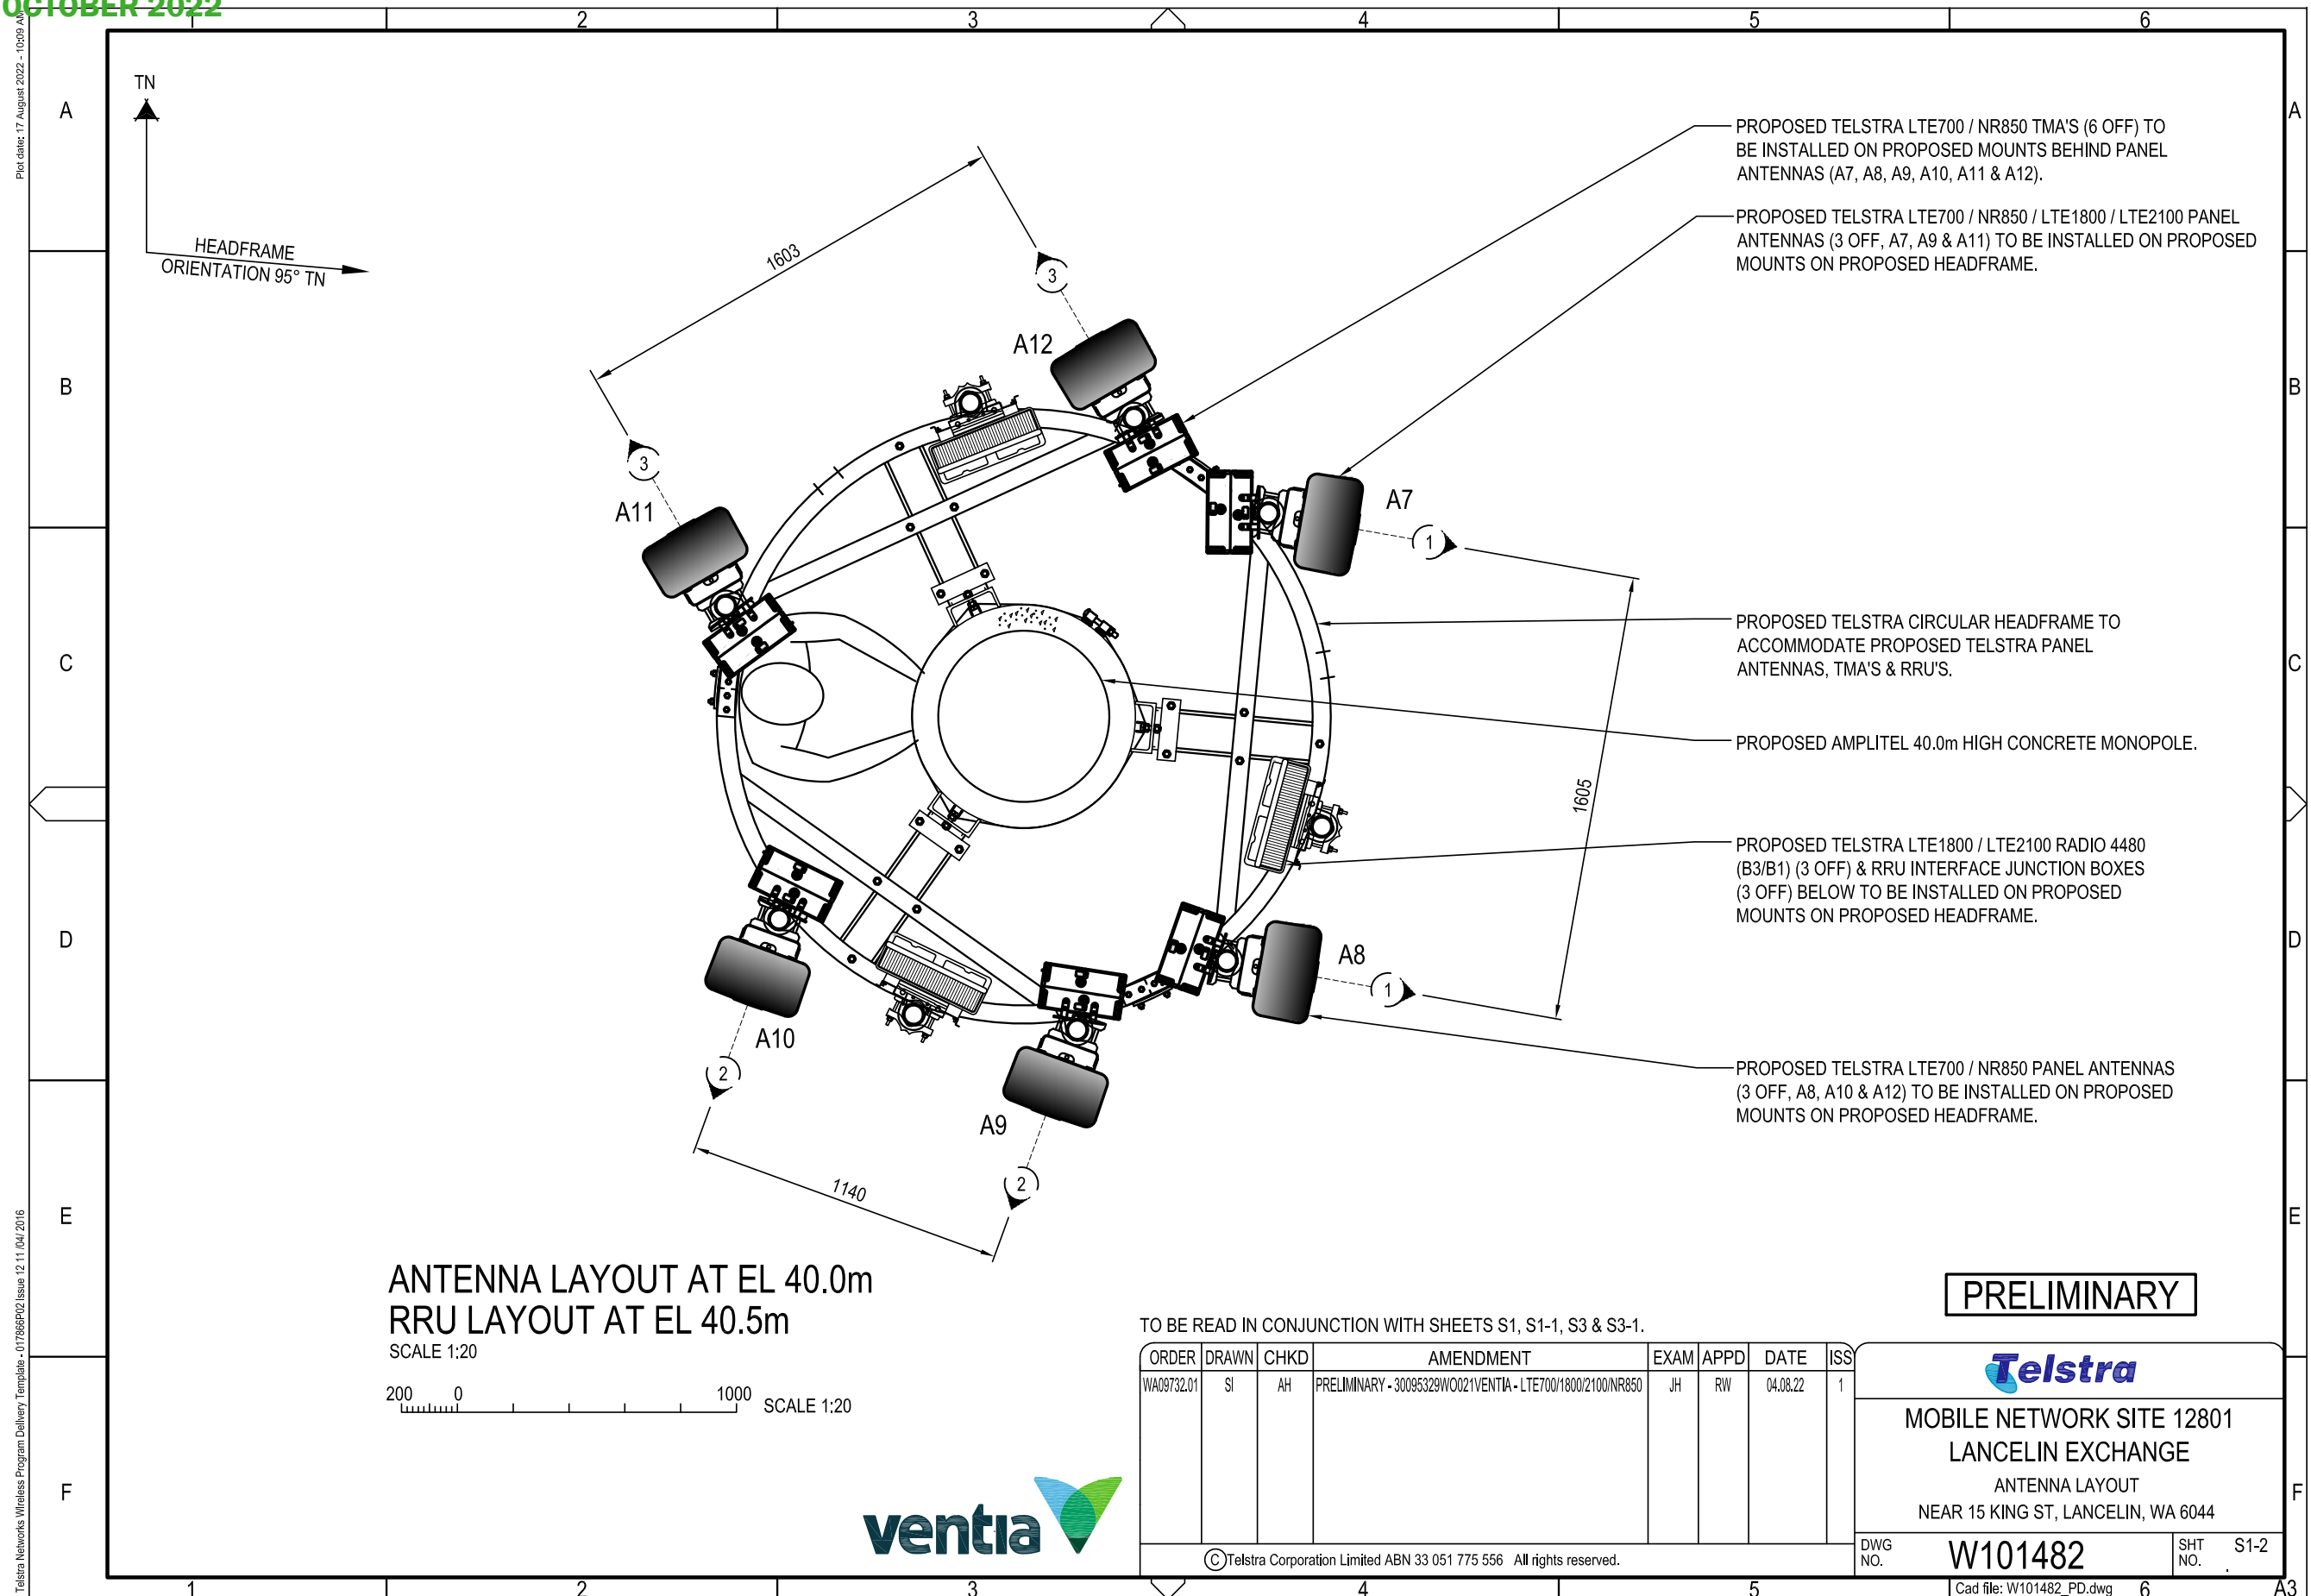 OCTOBER 2022
Plot date: 17 August 2022 - 10:09 AM
1
2
3
4
5
6
A
B
C
D
E
F
A
B
C
D
E
F
TN
HEADFRAME
ORIENTATION 95° TN
1603
3
3
A12
A11
A7
1
1605
A8
1
A10
2
A9
2
1140
PROPOSED TELSTRA LTE700 / NR850 TMA'S (6 OFF) TO
BE INSTALLED ON PROPOSED MOUNTS BEHIND PANEL
ANTENNAS (A7, A8, A9, A10, A11 & A12).
PROPOSED TELSTRA LTE700 / NR850 / LTE1800 / LTE2100 PANEL
ANTENNAS (3 OFF, A7, A9 & A11) TO BE INSTALLED ON PROPOSED
MOUNTS ON PROPOSED HEADFRAME.
PROPOSED TELSTRA CIRCULAR HEADFRAME TO
ACCOMMODATE PROPOSED TELSTRA PANEL
ANTENNAS, TMA'S & RRU'S.
PROPOSED AMPLITEL 40.0m HIGH CONCRETE MONOPOLE.
PROPOSED TELSTRA LTE1800 / LTE2100 RADIO 4480
(B3/B1) (3 OFF) & RRU INTERFACE JUNCTION BOXES
(3 OFF) BELOW TO BE INSTALLED ON PROPOSED
MOUNTS ON PROPOSED HEADFRAME.
PROPOSED TELSTRA LTE700 / NR850 PANEL ANTENNAS
(3 OFF, A8, A10 & A12) TO BE INSTALLED ON PROPOSED
MOUNTS ON PROPOSED HEADFRAME.
ANTENNA LAYOUT AT EL 40.0m
RRU LAYOUT AT EL 40.5m
SCALE 1:20
200 0 1000 SCALE 1:20
PRELIMINARY
TO BE READ IN CONJUNCTION WITH SHEETS S1, S1-1, S3 & S3-1.
ORDER DRAWN CHKD AMENDMENT EXAM APPD DATE ISS
WA09732.01 SI AH PRELIMINARY - 30095329WO021VENTIA - LTE700/1800/2100/NR850 JH RW 04.08.22 1
ventia
© Telstra Corporation Limited ABN 33 051 775 556 All rights reserved.
Telstra
MOBILE NETWORK SITE 12801
LANCELIN EXCHANGE
ANTENNA LAYOUT
NEAR 15 KING ST, LANCELIN, WA 6044
DWG NO. W101482
SHT NO. S1-2
Cad file: W101482_PD.dwg
A3
1
2
3
4
5
6
Telstra Networks Wireless Program Delivery Template - 017866P02 Issue 12 11 /04/ 2016